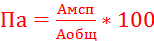 Па = Амсп / Аобщ * 100